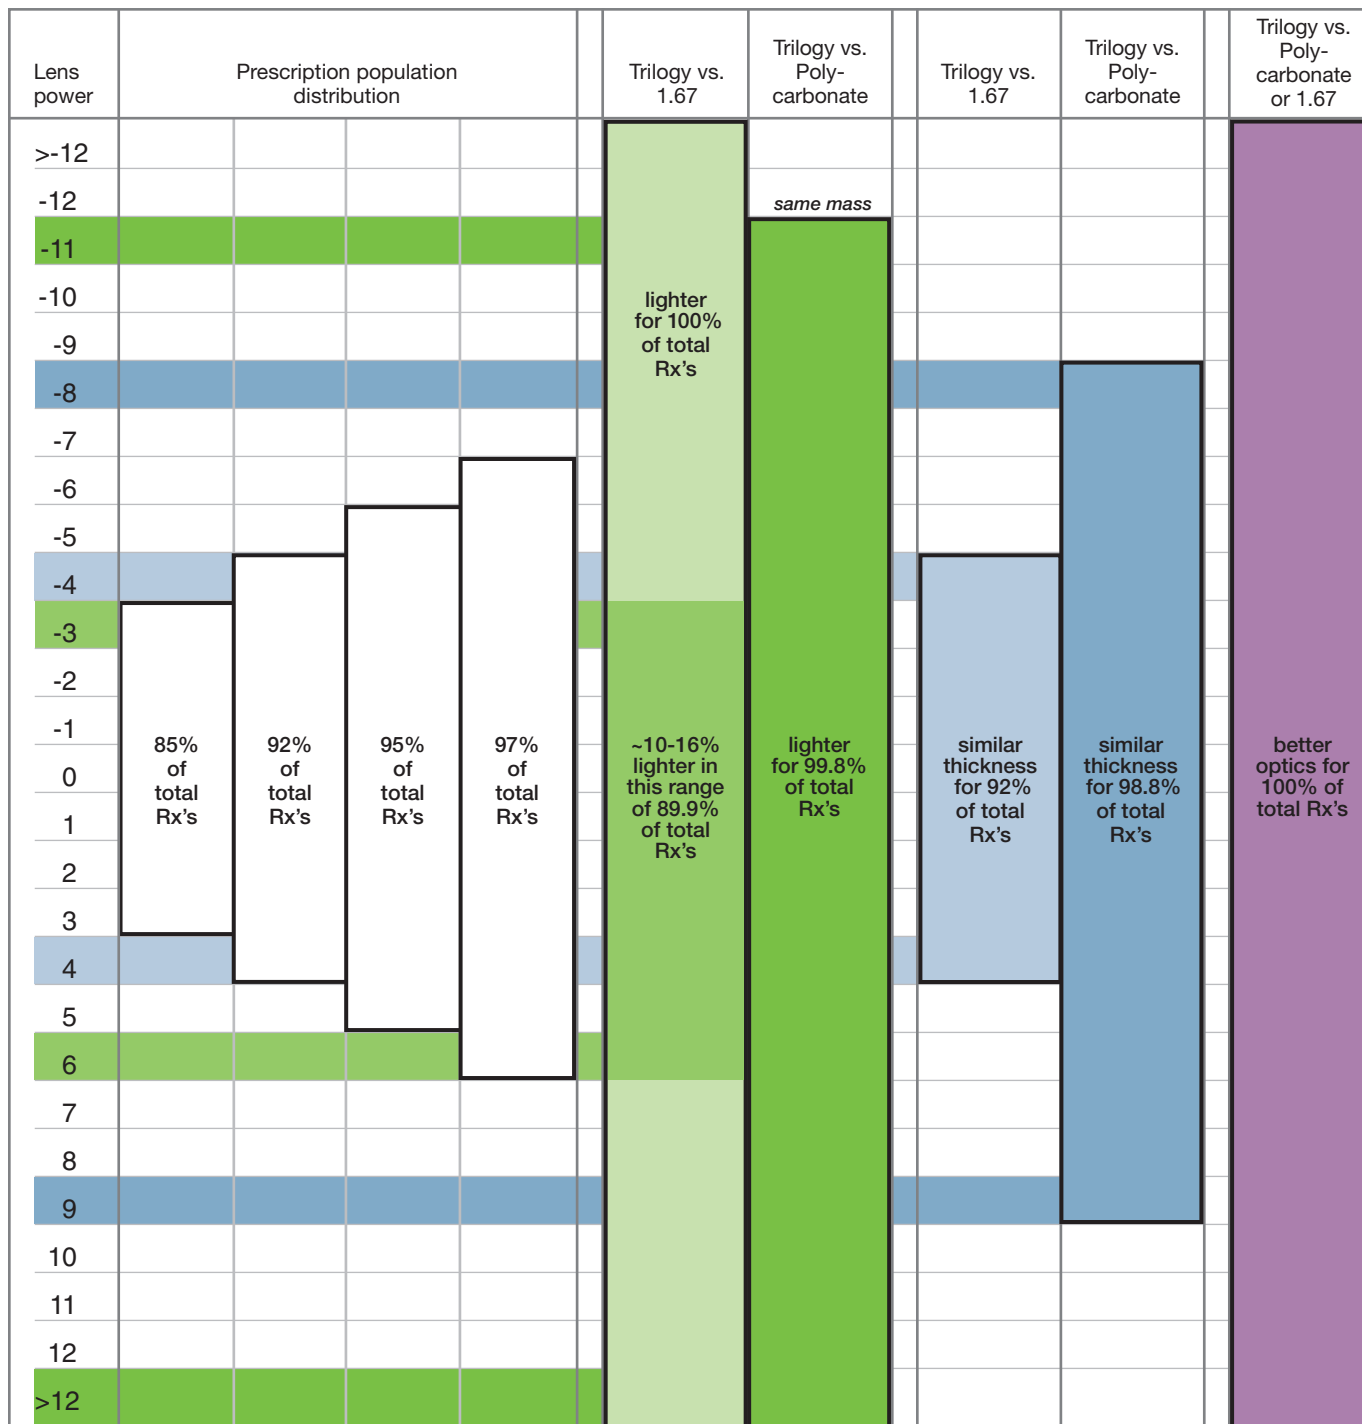 Lens
power
Prescription population
distribution
Trilogy vs.
1.67
Trilogy vs.
Poly-
carbonate
Trilogy vs.
1.67
Trilogy vs.
Poly-
carbonate
Trilogy vs.
Poly-
carbonate
or 1.67
>-12
-12
-11
-10
-9
-8
-7
-6
-5
-4
-3
-2
-1
0
1
2
3
4
5
6
7
8
9
10
11
12
>12
85%
of
total
Rx's
92%
of
total
Rx's
95%
of
total
Rx's
97%
of
total
Rx's
lighter
for 100%
of total
Rx's
~10-16%
lighter in
this range
of 89.9%
of total
Rx's
same mass
lighter
for 99.8%
of total
Rx's
similar
thickness
for 92%
of total
Rx's
similar
thickness
for 98.8%
of total
Rx's
better
optics for
100% of
total Rx's